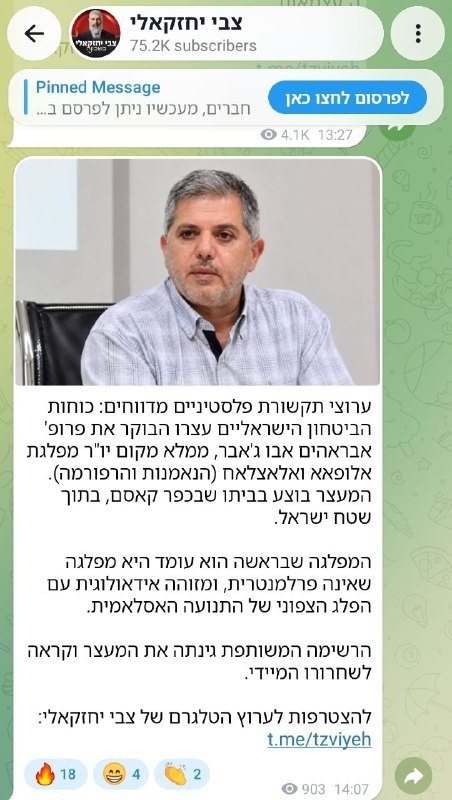 צבי יחזקאלי
75.2K subscribers
Pinned Message
חברים, מעכשיו ניתן לפרסם ב...
לפרסום לחצו כאן
4.1K 13:27
ערוצי תקשורת פלסטיניים מדווחים: כוחות
הביטחון הישראליים עצרו הבוקר את פרופ'
אבראהים אבו ג'אבר, ממלא מקום יו"ר מפלגת
אלופאא ואלאצלאח (הנאמנות והרפורמה).
המעצר בוצע בביתו שבכפר קאסם, בתוך
שטח ישראל.
המפלגה שבראשה הוא עומד היא מפלגה
שאינה פרלמנטרית, ומזוהה אידאולוגית עם
הפלג הצפוני של התנועה האסלאמית.
הרשימה המשותפת גינתה את המעצר וקראה
לשחרורו המיידי.
להצטרפות לערוץ הטלגרם של צבי יחזקאלי:
t.me/tzviyeh
18 4 2
903 14:07